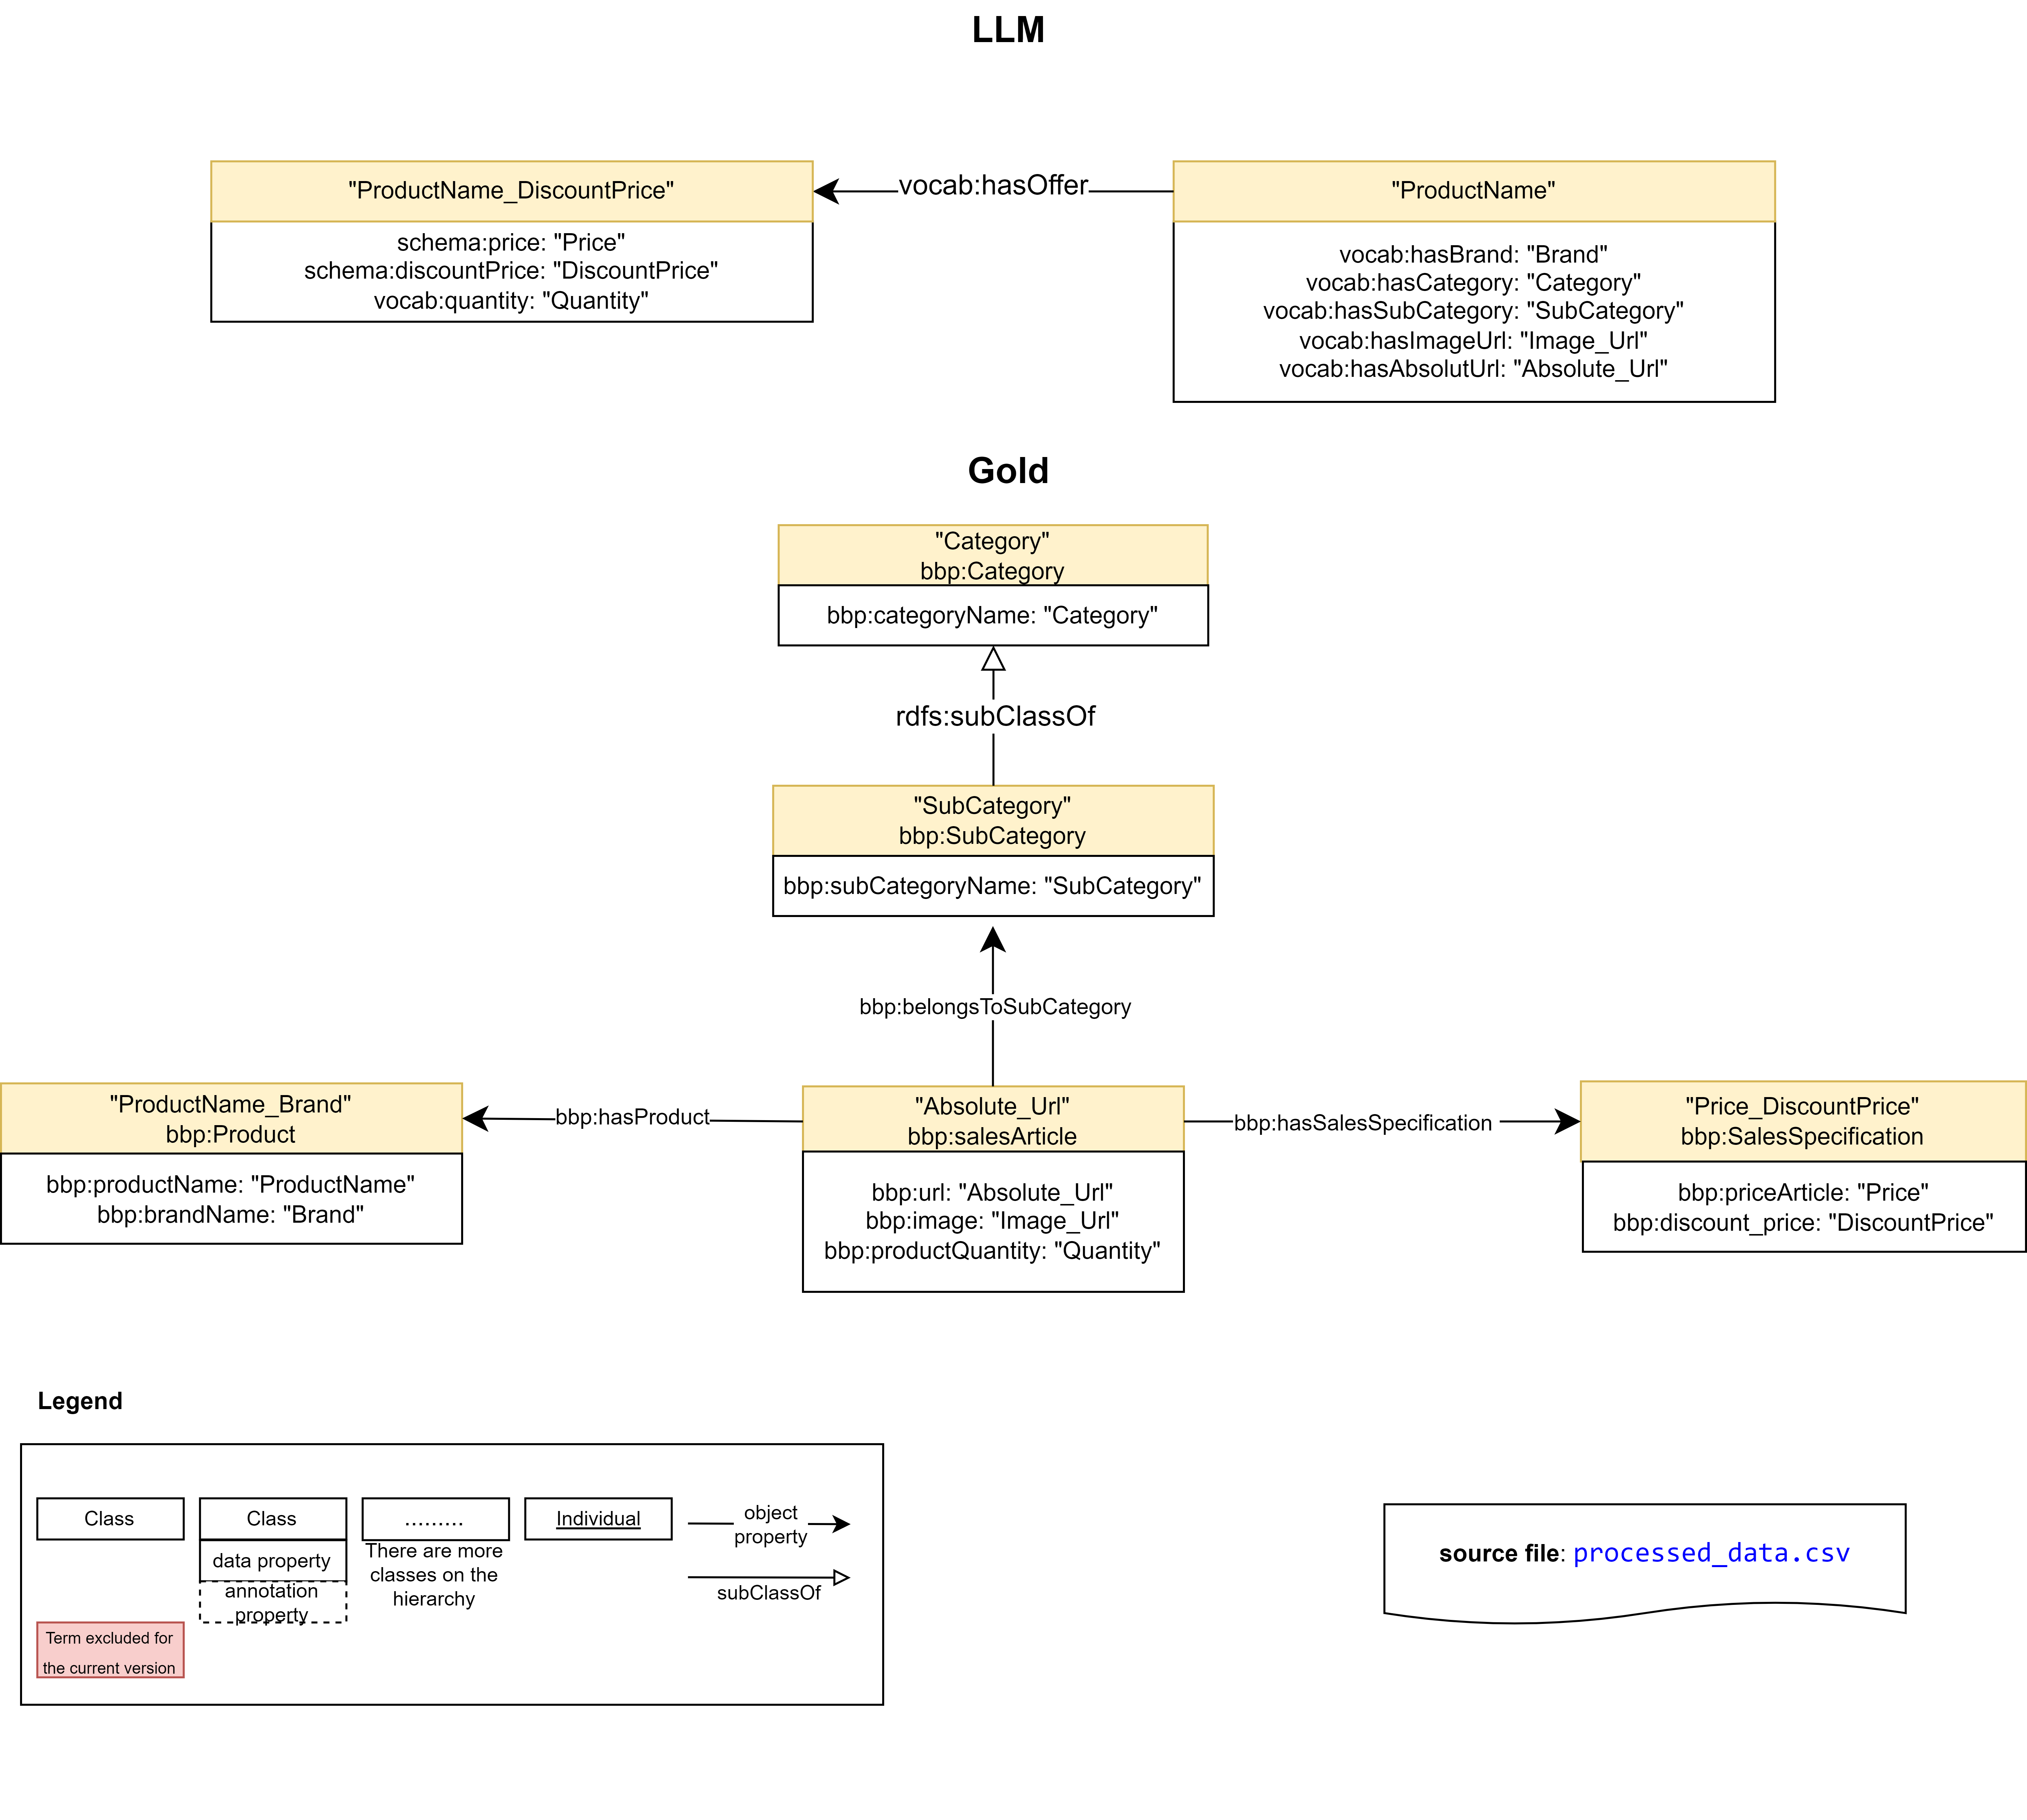 LLM
"ProductName_DiscountPrice"
schema:price: "Price"
schema:discountPrice: "DiscountPrice"
vocab:quantity: "Quantity"
vocab:hasOffer
"ProductName"
vocab:hasBrand: "Brand"
vocab:hasCategory: "Category"
vocab:hasSubCategory: "SubCategory"
vocab:hasImageUrl: "Image_Url"
vocab:hasAbsolutUrl: "Absolute_Url"
Gold
"Category"
bbp:Category
bbp:categoryName: "Category"
rdfs:subClassOf
"SubCategory"
bbp:SubCategory
bbp:subCategoryName: "SubCategory"
bbp:belongsToSubCategory
"ProductName_Brand"
bbp:Product
bbp:productName: "ProductName"
bbp:brandName: "Brand"
bbp:hasProduct
"Absolute_Url"
bbp:salesArticle
bbp:url: "Absolute_Url"
bbp:image: "Image_Url"
bbp:productQuantity: "Quantity"
bbp:hasSalesSpecification
"Price_DiscountPrice"
bbp:SalesSpecification
bbp:priceArticle: "Price"
bbp:discount_price: "DiscountPrice"
Legend
Class
Class
data property
annotation
property
.........
There are more
classes on the
hierarchy
Individual
object
property
subClassOf
Term excluded for
the current version
source file: processed_data.csv